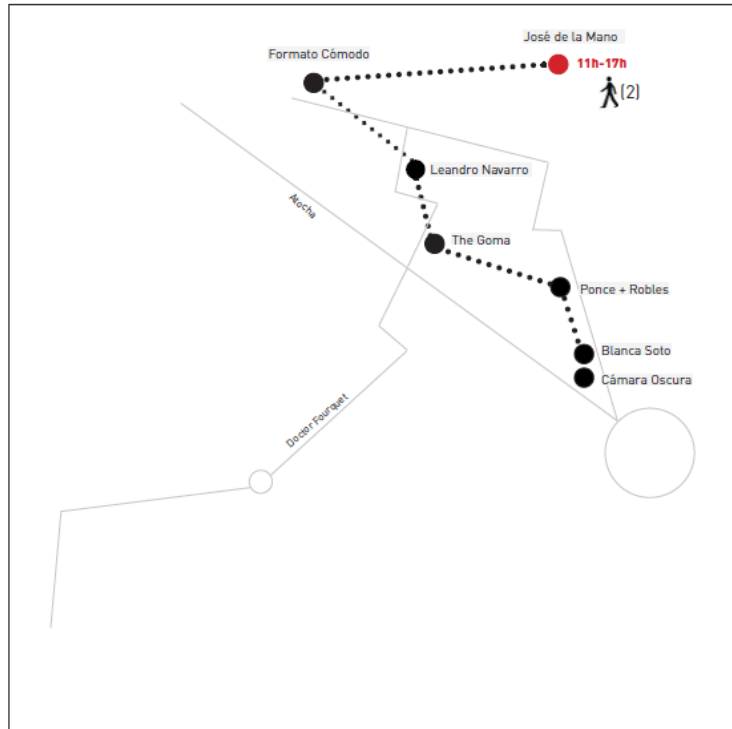 José de la Mano
11h-17h
(2)
Formato Cómodo
Leandro Navarro
Atocha
The Goma
Ponce + Robles
Blanca Soto
Cámara Oscura
Doctor Fourquet